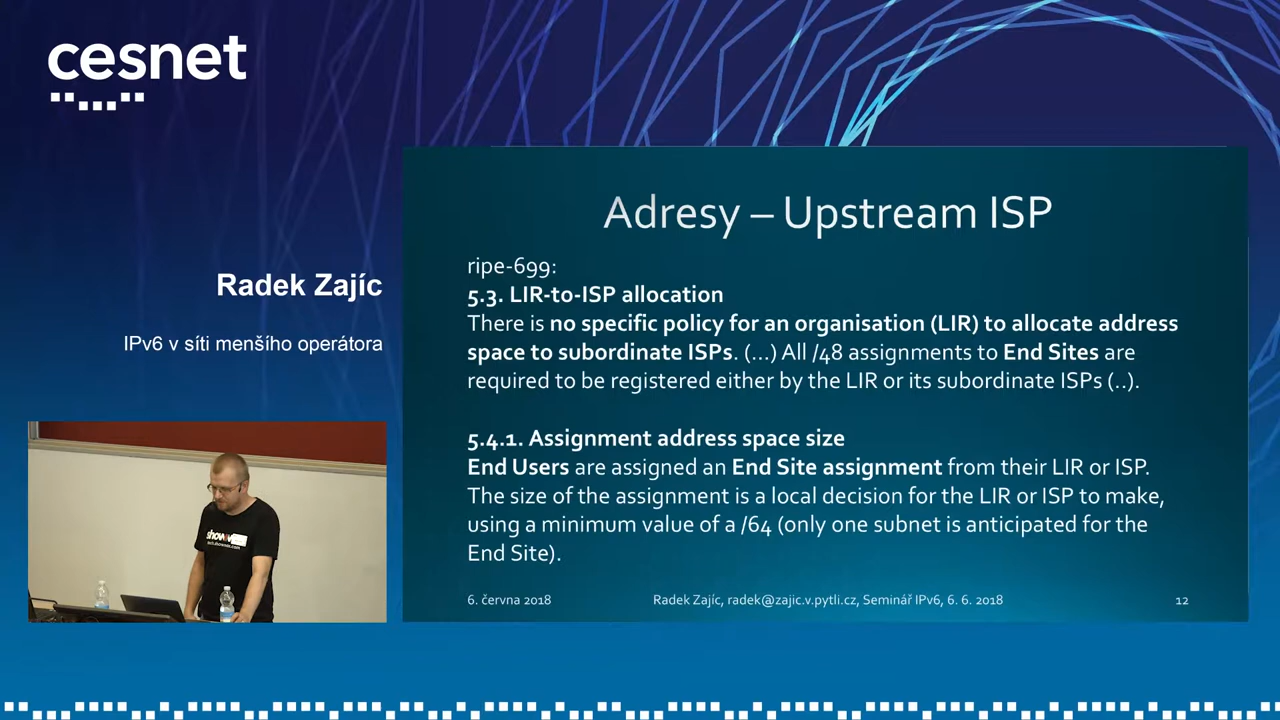 cesnet
Radek Zajíc
IPv6 v síti menšího operátora
Adresy – Upstream ISP
ripe-699:
5.3. LIR-to-ISP allocation
There is no specific policy for an organisation (LIR) to allocate address
space to subordinate ISPs. (...) All /48 assignments to End Sites are
required to be registered either by the LIR or its subordinate ISPs (..).
5.4.1. Assignment address space size
End Users are assigned an End Site assignment from their LIR or ISP.
The size of the assignment is a local decision for the LIR or ISP to make,
using a minimum value of a /64 (only one subnet is anticipated for the
End Site).
6. června 2018
Radek Zajíc, radek@zajic.v.pytli.cz, Seminář IPv6, 6. 6. 2018
12